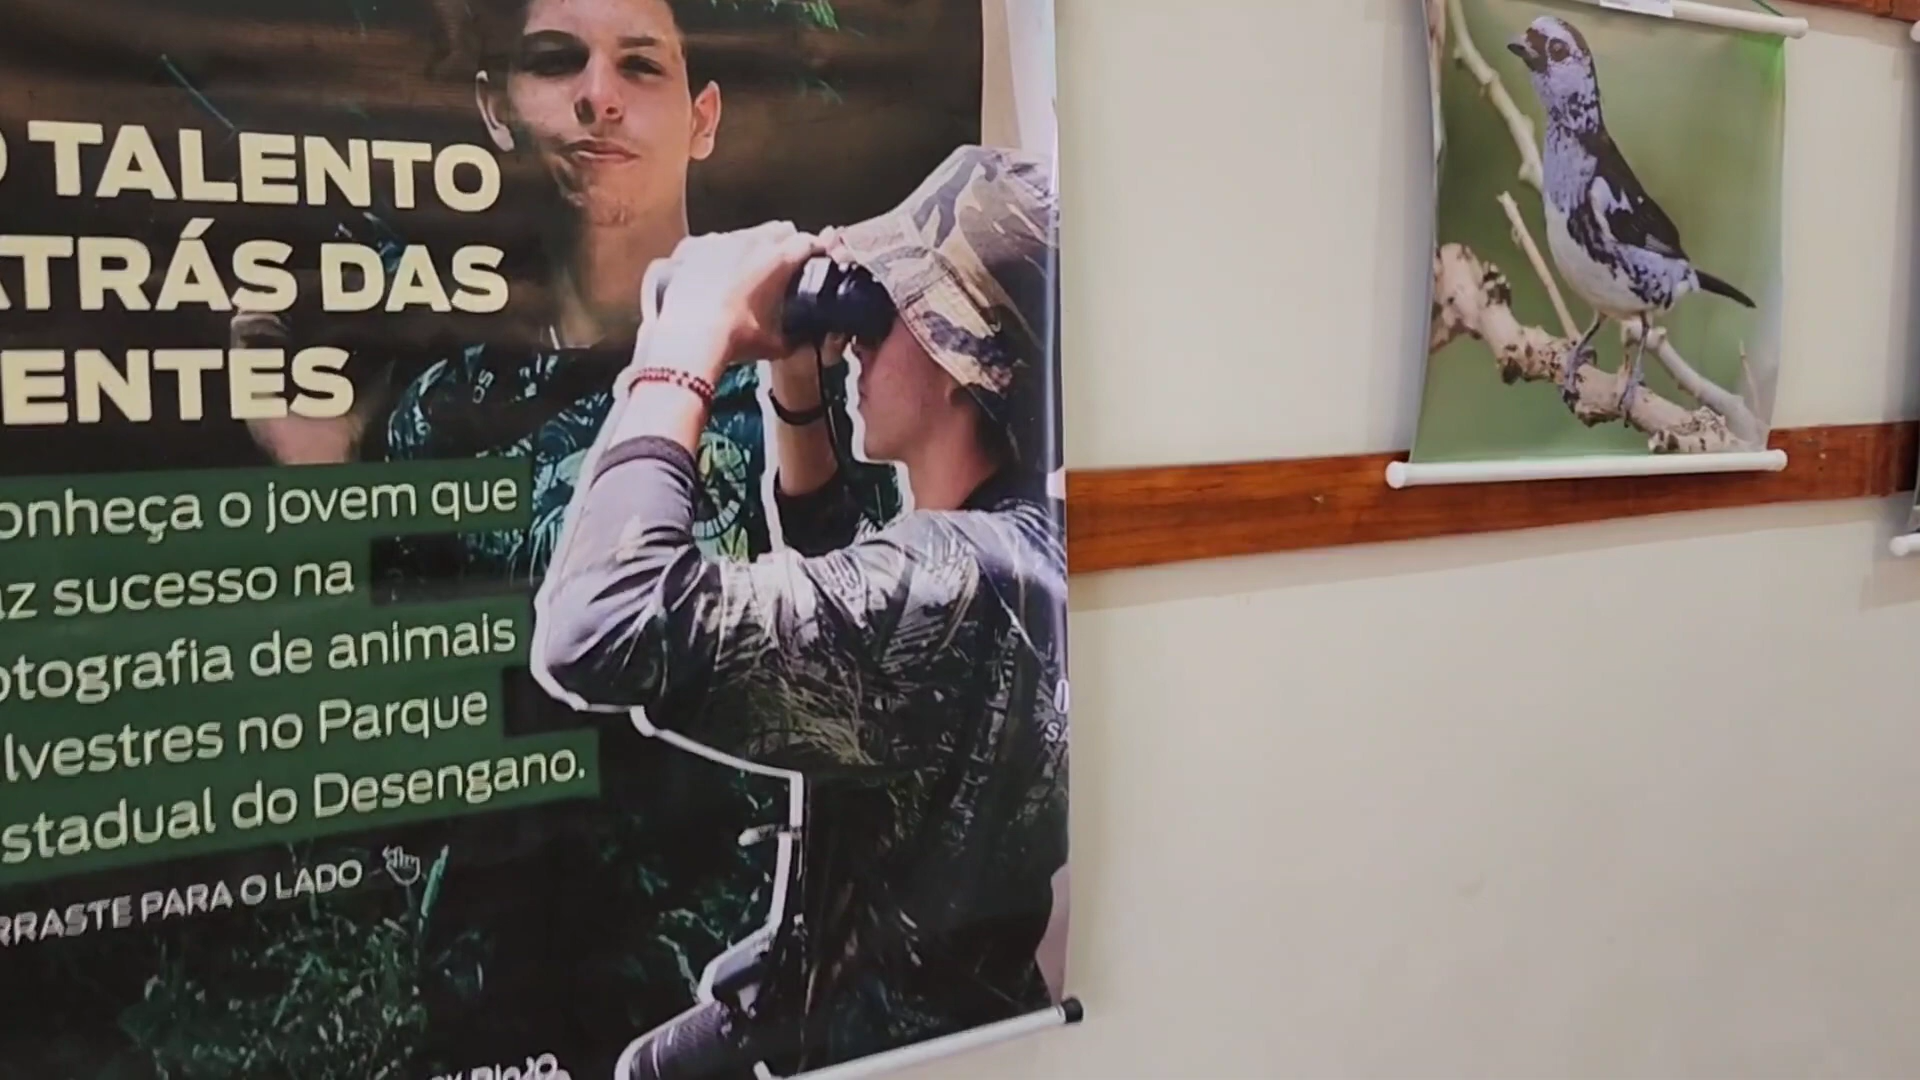 O TALENTO
ATRÁS DAS
ENTES
onheça o jovem que
az sucesso na
otografia de animais
lvestres no Parque
stadual do Desengano.
RRASTE PARA O LADO